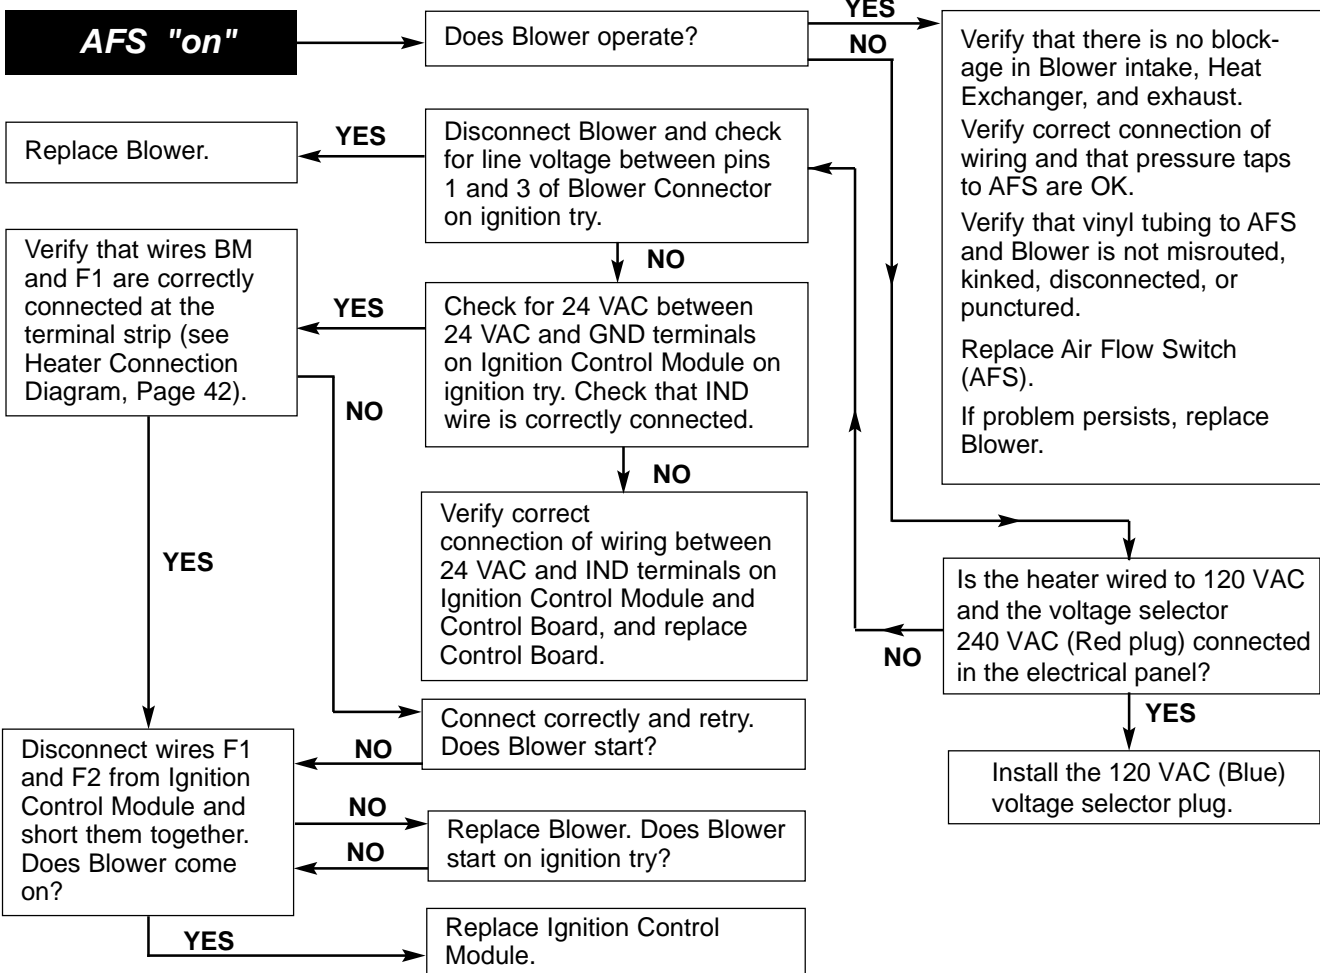 AFS "on"
Does Blower operate?
YES
NO
Verify that there is no block-
age in Blower intake, Heat
Exchanger, and exhaust.
Verify correct connection of
wiring and that pressure taps
to AFS are OK.
Verify that vinyl tubing to AFS
and Blower is not misrouted,
kinked, disconnected, or
punctured.
Replace Air Flow Switch
(AFS).
If problem persists, replace
Blower.
Replace Blower.
YES
Disconnect Blower and check
for line voltage between pins
1 and 3 of Blower Connector
on ignition try.
NO
Verify that wires BM
and F1 are correctly
connected at the
terminal strip (see
Heater Connection
Diagram, Page 42).
YES
NO
Check for 24 VAC between
24 VAC and GND terminals
on Ignition Control Module on
ignition try. Check that IND
wire is correctly connected.
NO
Verify correct
connection of wiring between
24 VAC and IND terminals on
Ignition Control Module and
Control Board, and replace
Control Board.
YES
Is the heater wired to 120 VAC
and the voltage selector
240 VAC (Red plug) connected
in the electrical panel?
NO
YES
Install the 120 VAC (Blue)
voltage selector plug.
Connect correctly and retry.
Does Blower start?
NO
Disconnect wires F1
and F2 from Ignition
Control Module and
short them together.
Does Blower come
on?
NO
NO
Replace Blower. Does Blower
start on ignition try?
YES
Replace Ignition Control
Module.